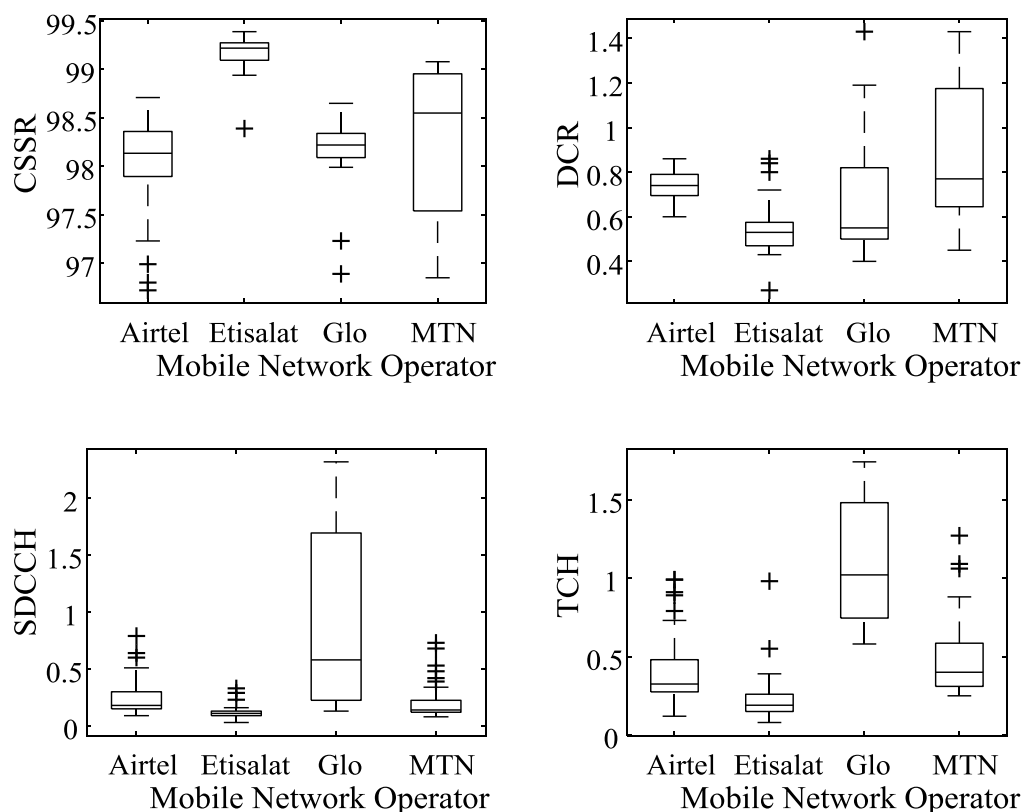 CSSR
99.5
99
98.5
98
97.5
97
Airtel Etisalat Glo MTN
Mobile Network Operator
DCR
1.4
1.2
1
0.8
0.6
0.4
Airtel Etisalat Glo MTN
Mobile Network Operator
SDCCH
2
1.5
1
0.5
0
Airtel Etisalat Glo MTN
Mobile Network Operator
TCH
1.5
1
0.5
0
Airtel Etisalat Glo MTN
Mobile Network Operator